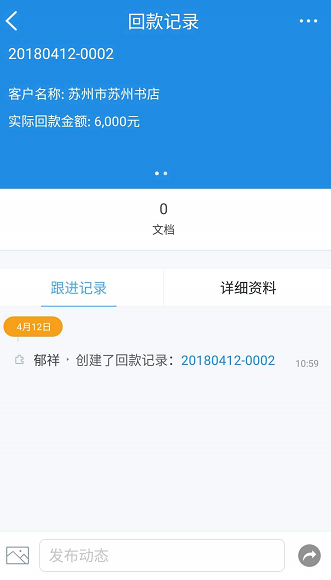 回款记录
20180412-0002
客户名称: 苏州市苏州书店
实际回款金额: 6,000元
0
文档
跟进记录 详细资料
4月12日
郁祥 · 创建了回款记录：20180412-0002 10:59
发布动态